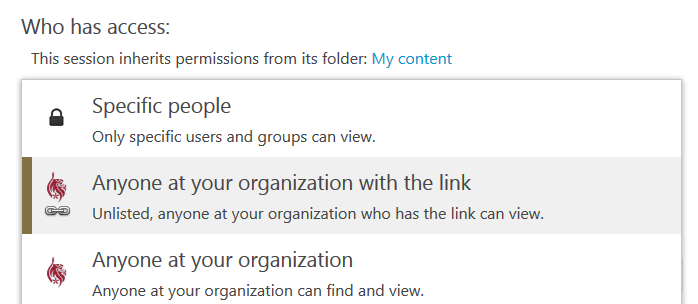 Who has access:
This session inherits permissions from its folder: My content
Specific people
Only specific users and groups can view.
Anyone at your organization with the link
Unlisted, anyone at your organization who has the link can view.
Anyone at your organization
Anyone at your organization can find and view.